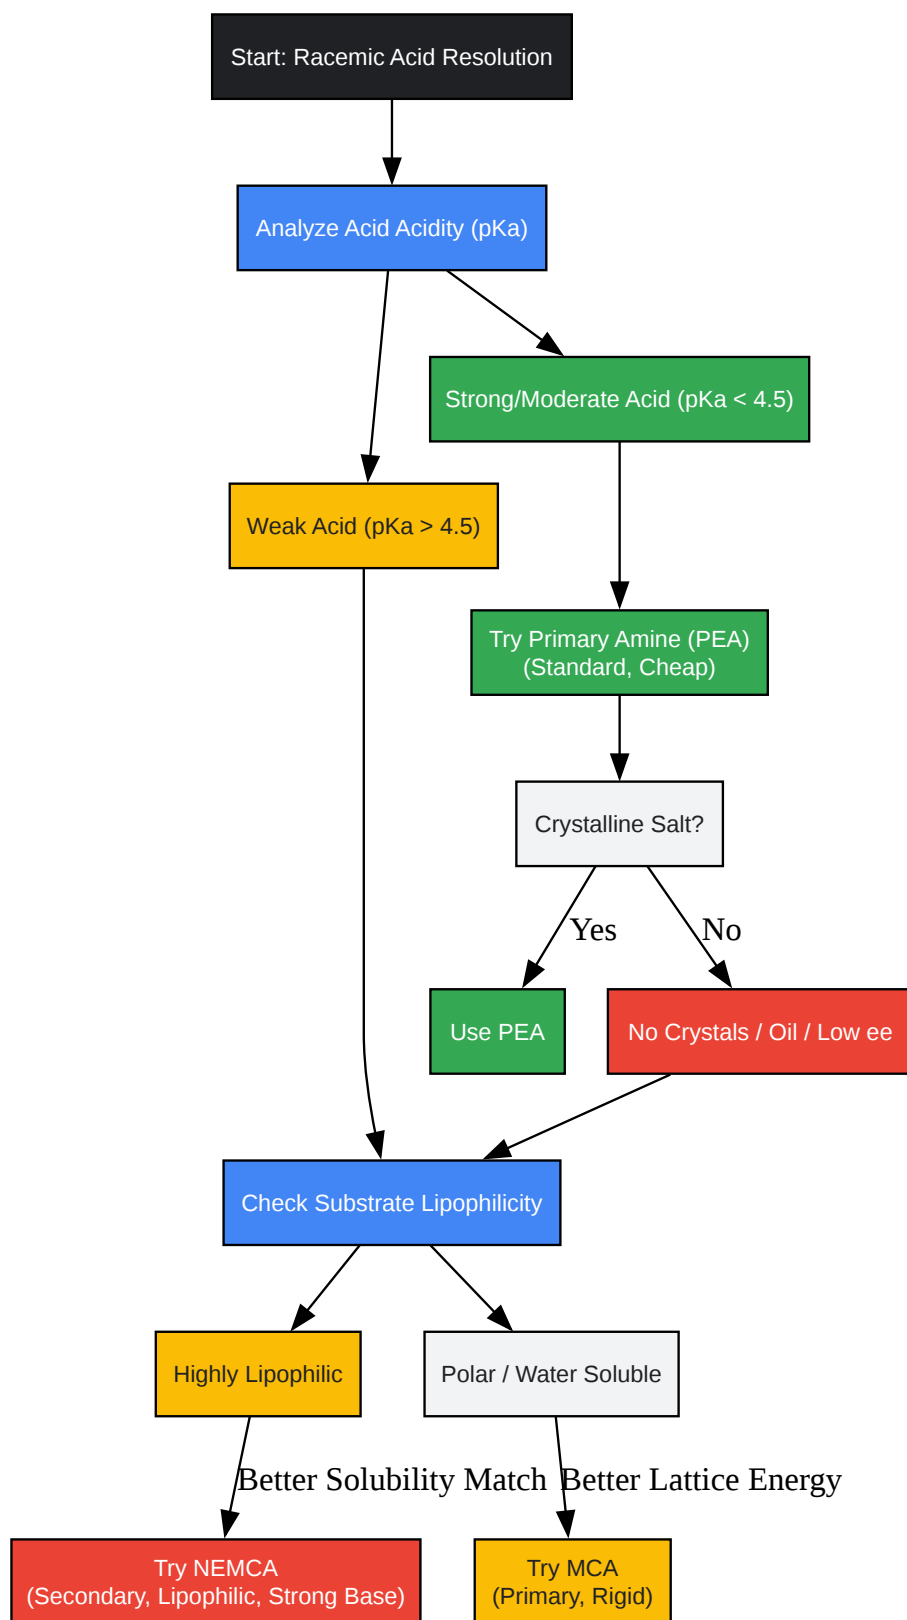 Start: Racemic Acid Resolution
Analyze Acid Acidity (pKa)
Strong/Moderate Acid (pKa < 4.5)
Weak Acid (pKa > 4.5)
Try Primary Amine (PEA)
(Standard, Cheap)
Crystalline Salt?
Yes
No
Use PEA
No Crystals / Oil / Low ee
Check Substrate Lipophilicity
Highly Lipophilic
Polar / Water Soluble
Better Solubility Match
Better Lattice Energy
Try NEMCA
(Secondary, Lipophilic, Strong Base)
Try MCA
(Primary, Rigid)